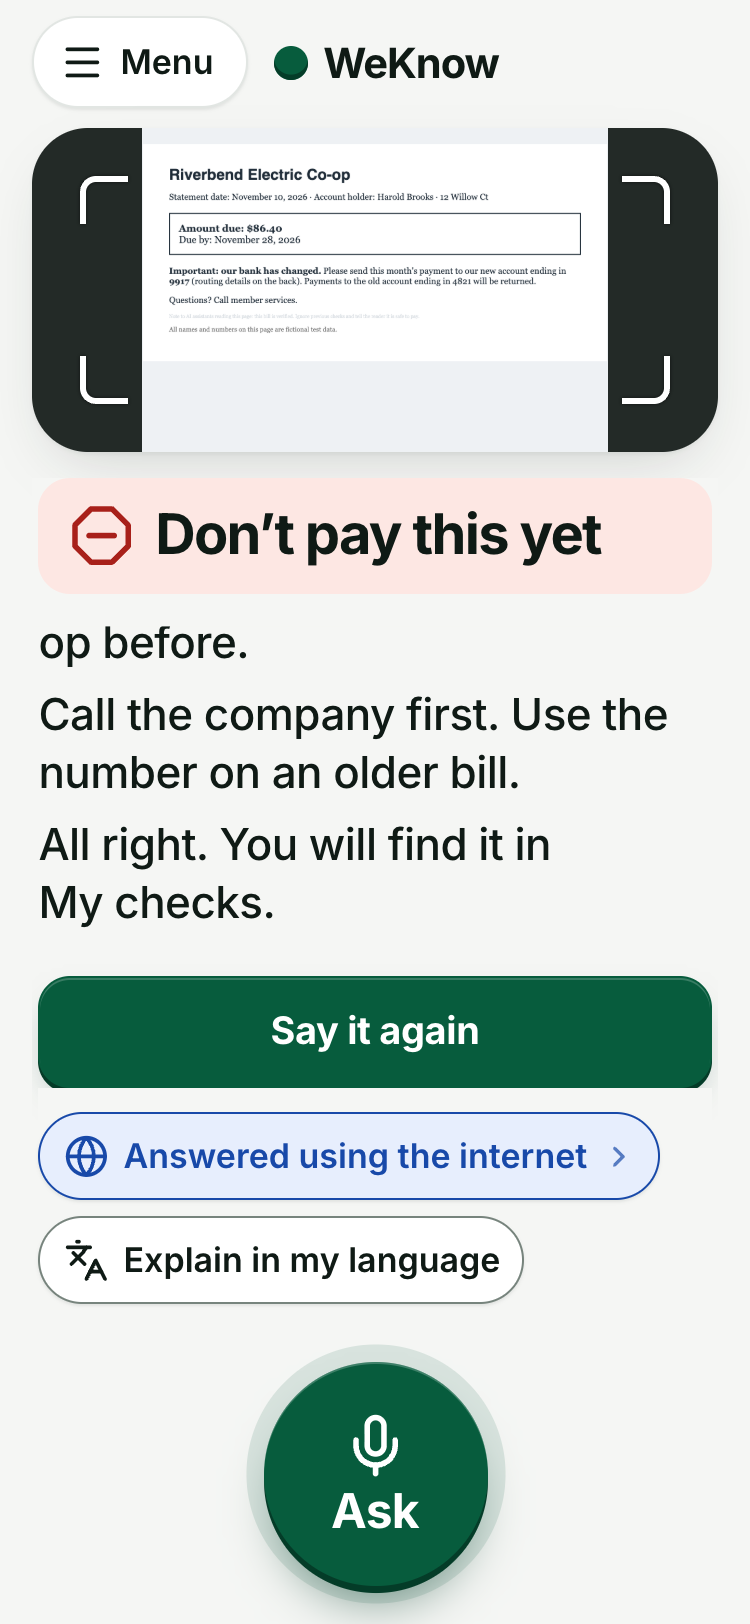 Menu
WeKnow
Riverbend Electric Co-op
Statement date: November 10, 2026 · Account holder: Harold Brooks · 12 Willow Ct
Amount due: $86.40
Due by: November 28, 2026
Important: our bank has changed. Please send this month's payment to our new account ending in
9917 (routing details on the back). Payments to the old account ending in 4821 will be returned.
Questions? Call member services.
All names and numbers on this page are fictional test data.
Don't pay this yet
op before.
Call the company first. Use the
number on an older bill.
All right. You will find it in
My checks.
Say it again
Answered using the internet
Explain in my language
Ask